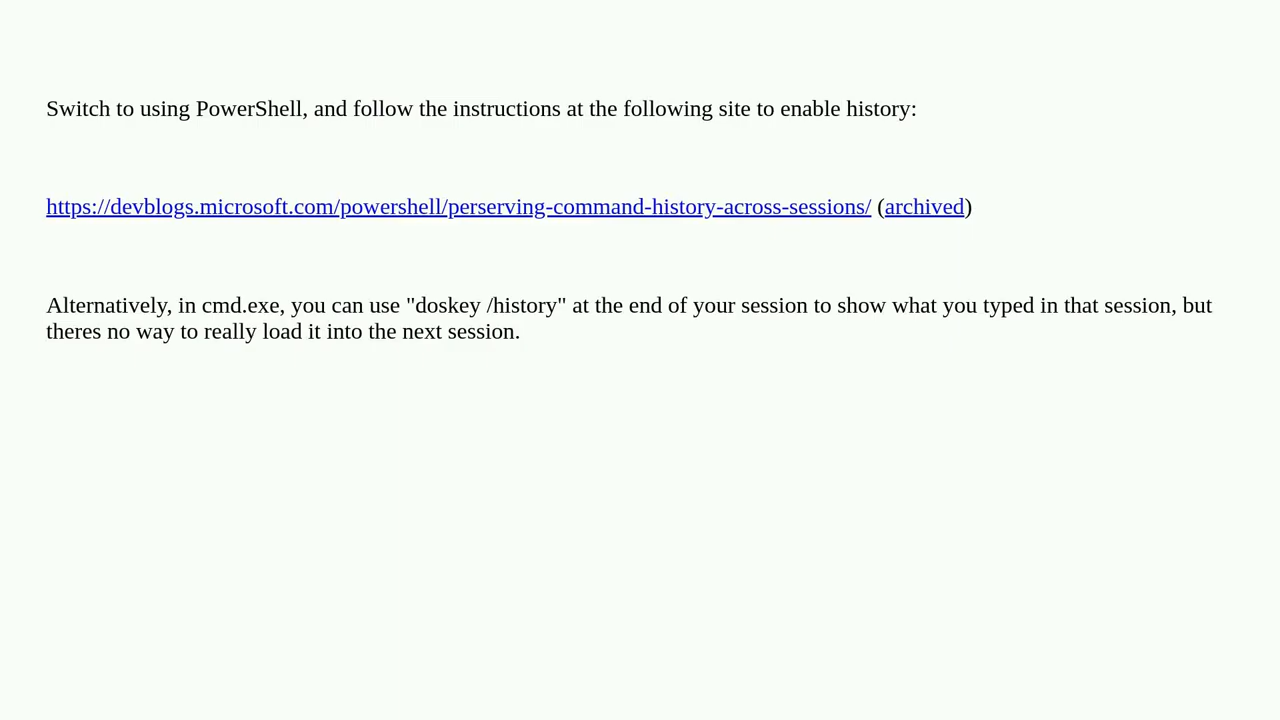 Switch to using PowerShell, and follow the instructions at the following site to enable history:
https://devblogs.microsoft.com/powershell/perserving-command-history-across-sessions/ (archived)
Alternatively, in cmd.exe, you can use "doskey /history" at the end of your session to show what you typed in that session, but
theres no way to really load it into the next session.